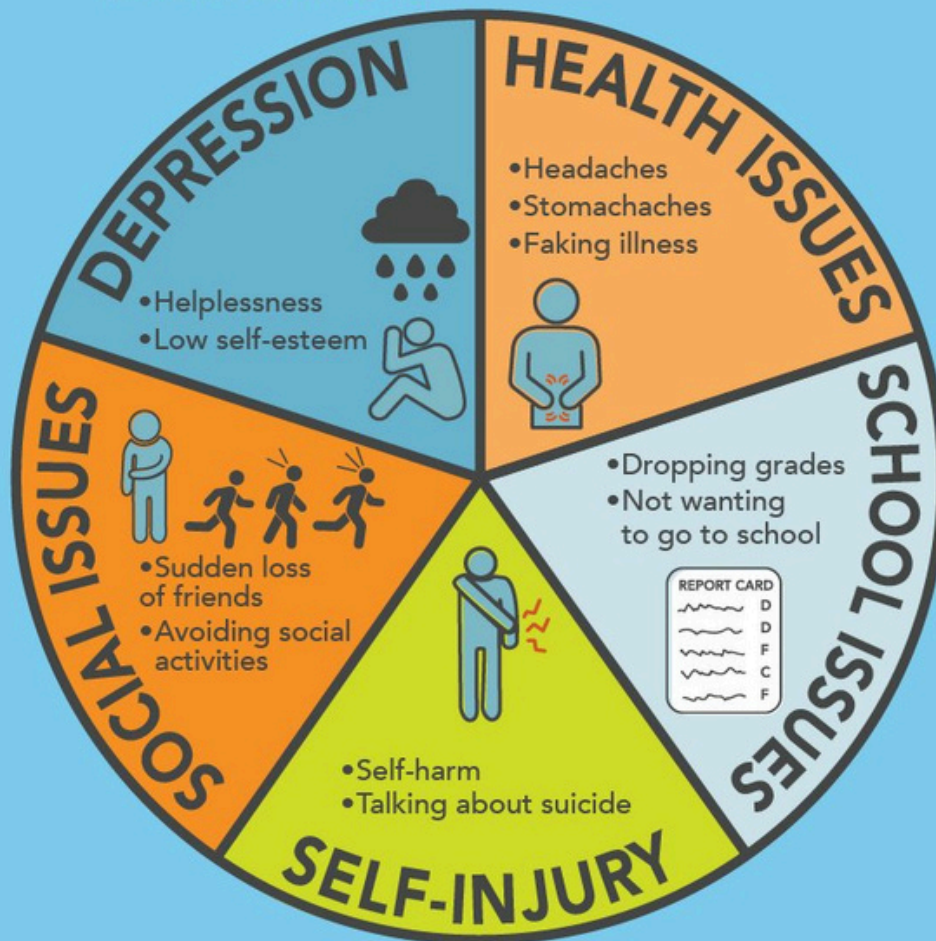 DEPRESSION
•Helplessness
•Low self-esteem
HEALTH ISSUES
•Headaches
•Stomachaches
•Faking illness
SCHOOL ISSUES
•Dropping grades
•Not wanting
to go to school
REPORT CARD
D
D
F
C
F
SELF-INJURY
•Self-harm
•Talking about suicide
SOCIAL ISSUES
•Sudden loss
of friends
•Avoiding social
activities